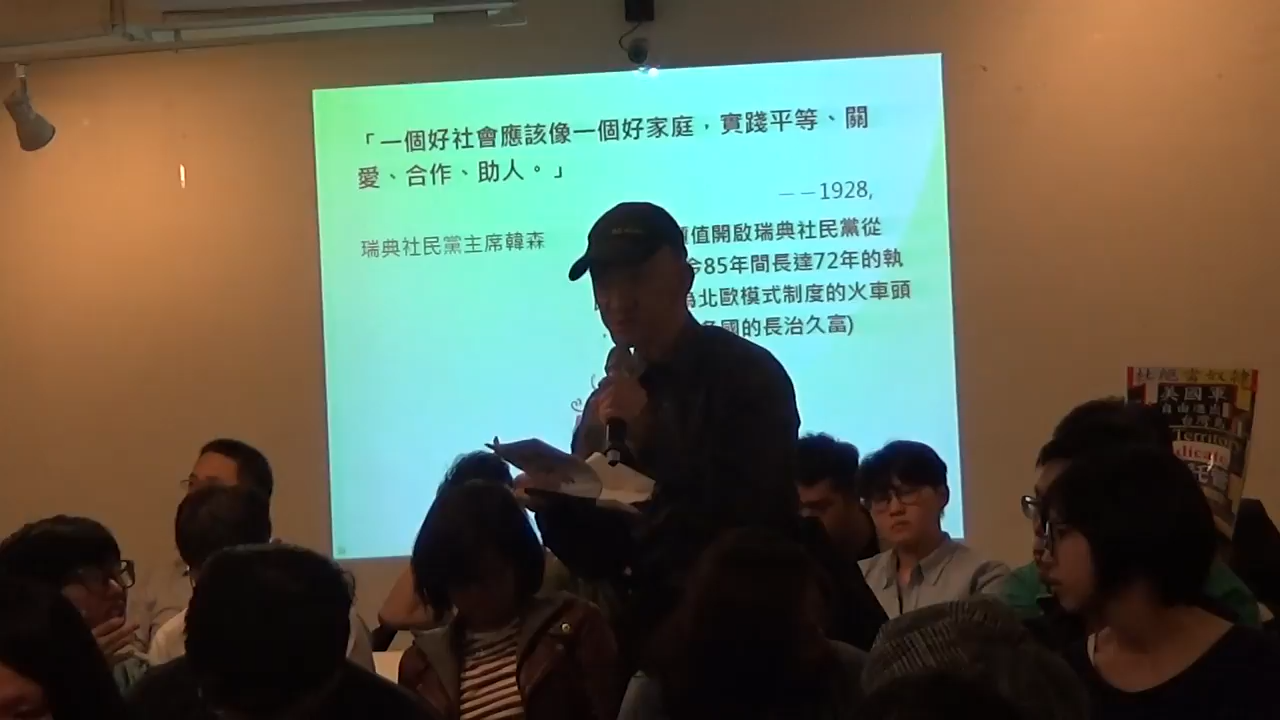 「一個好社會應該像一個好家庭，實踐平等、關
愛、合作、助人。」
——1928,
瑞典社民黨主席韓森
值開啟瑞典社民黨從
今85年間長達72年的執
為北歐模式制度的火車頭
各國的長治久富)
美國軍
Territor